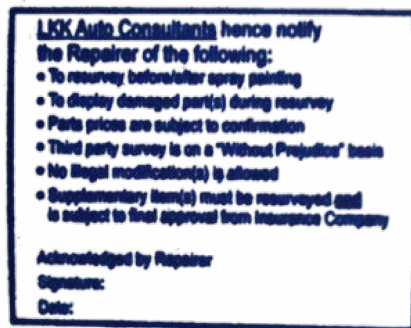 LKK Auto Consultants hence notify
the Repairer of the following:
• To resurvey before/after spray painting
• To display damaged part(s) during resurvey
• Parts prices are subject to confirmation
• Third party survey is on a "Without Prejudice" basis
• No illegal modification(s) is allowed
• Supplementary item(s) must be resurveyed and
is subject to final approval from Insurance Company
Acknowledged by Repairer
Signature:
Date: